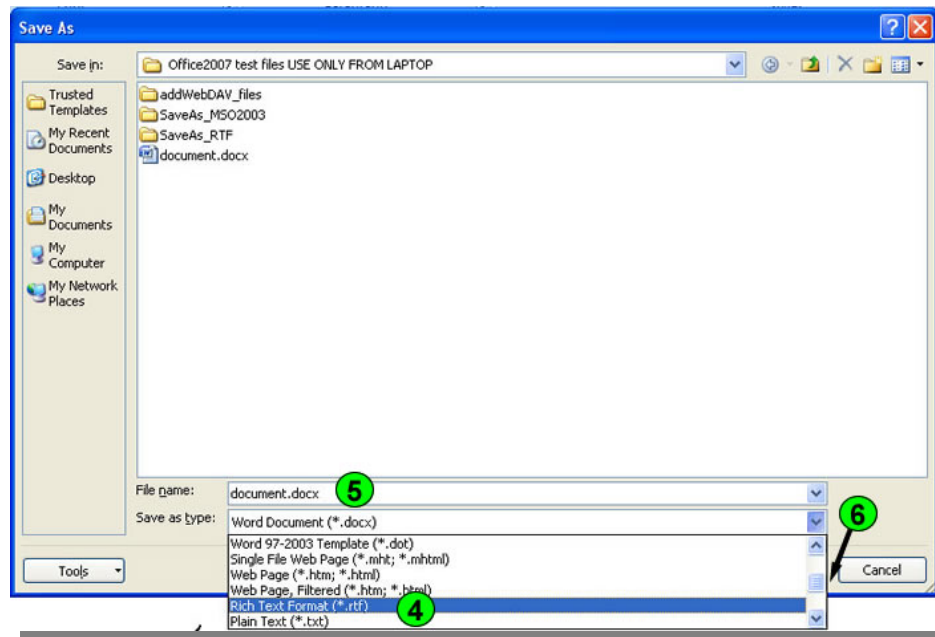 Save As
Save in:
Office2007 test files USE ONLY FROM LAPTOP
Trusted
Templates
My Recent
Documents
Desktop
My
Documents
My
Computer
My Network
Places
addWebDAV_files
SaveAs_MSO2003
SaveAs_RTF
document.docx
File name:
document.docx
5
Save as type:
Word Document (*.docx)
6
Word 97-2003 Template (*.dot)
Single File Web Page (*.mht; *.mhtml)
Web Page (*.htm; *.html)
Web Page, Filtered (*.htm; *.html)
Rich Text Format (*.rtf)
4
Plain Text (*.txt)
Tools
Cancel